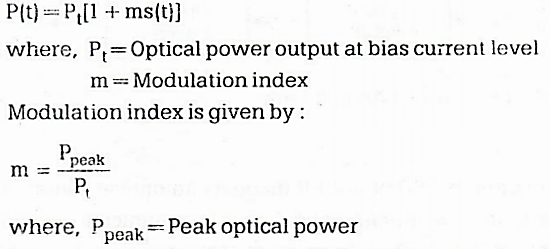 P(t) = P_t[1 + ms(t)]
where, P_t = Optical power output at bias current level
m = Modulation index
Modulation index is given by :
m = P_peak / P_t
where, P_peak = Peak optical power